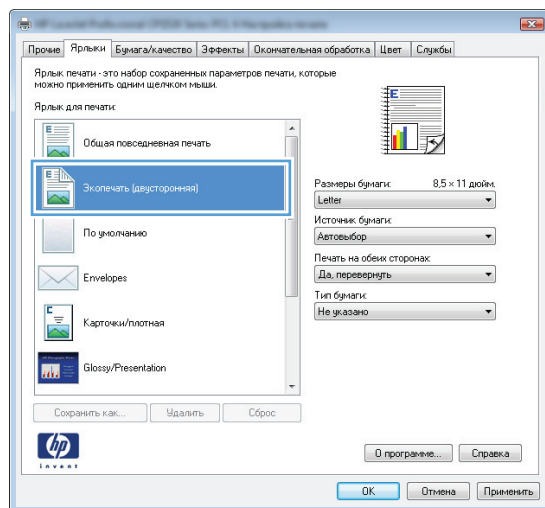 Прочие Ярлыки Бумага/качество Эффекты Окончательная обработка Цвет Службы
Ярлык печати - это набор сохраненных параметров печати, которые
можно применить одним щелчком мыши.
Ярлык для печати:
Общая повседневная печать
Экопечать (двусторонняя)
По умолчанию
Envelopes
Карточки/плотная
Glossy/Presentation
Сохранить как... Удалить Сброс
Размеры бумаги: 8,5 × 11 дюйм.
Letter
Источник бумаги:
Автовыбор
Печать на обеих сторонах:
Да, перевернуть
Тип бумаги:
Не указано
hp
invent
О программе... Справка
OK Отмена Применить